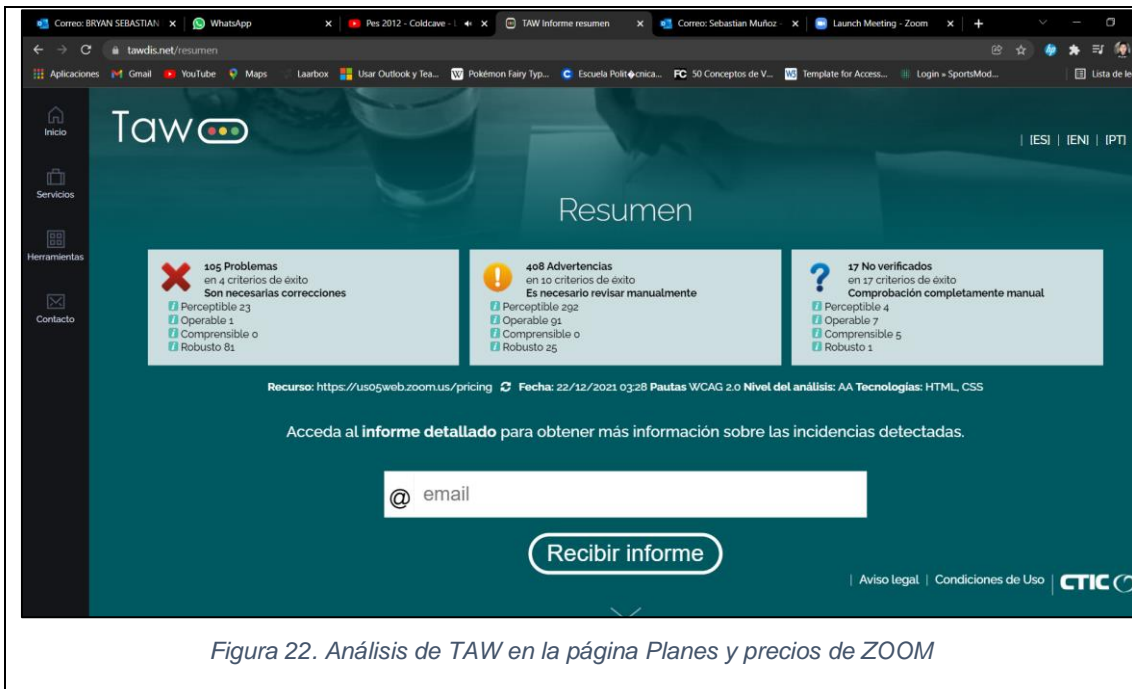 Correo: BRYAN SEBASTIAN
WhatsApp
Pes 2012 - Coldcave - L
TAW Informe resumen
Correo: Sebastian Muñoz -
Launch Meeting - Zoom
tawdis.net/resumen
Aplicaciones
Gmail
YouTube
Maps
Laarbox
Usar Outlook y Tea...
Pokémon Fairy Typ...
Escuela Polit�cnica...
50 Conceptos de V...
Template for Access...
Login » SportsMod...
Lista de le
Inicio
Servicios
Herramientas
Contacto
Taw
| [ES] | [EN] | [PT]
Resumen
105 Problemas
en 4 criterios de éxito
Son necesarias correcciones
Perceptible 23
Operable 1
Comprensible 0
Robusto 81
408 Advertencias
en 10 criterios de éxito
Es necesario revisar manualmente
Perceptible 292
Operable 91
Comprensible 0
Robusto 25
17 No verificados
en 17 criterios de éxito
Comprobación completamente manual
Perceptible 4
Operable 7
Comprensible 5
Robusto 1
Recurso: https://us05web.zoom.us/pricing Fecha: 22/12/2021 03:28 Pautas WCAG 2.0 Nivel del análisis: AA Tecnologías: HTML, CSS
Acceda al informe detallado para obtener más información sobre las incidencias detectadas.
@ email
Recibir informe
| Aviso legal | Condiciones de Uso | CTIC
Figura 22. Análisis de TAW en la página Planes y precios de ZOOM